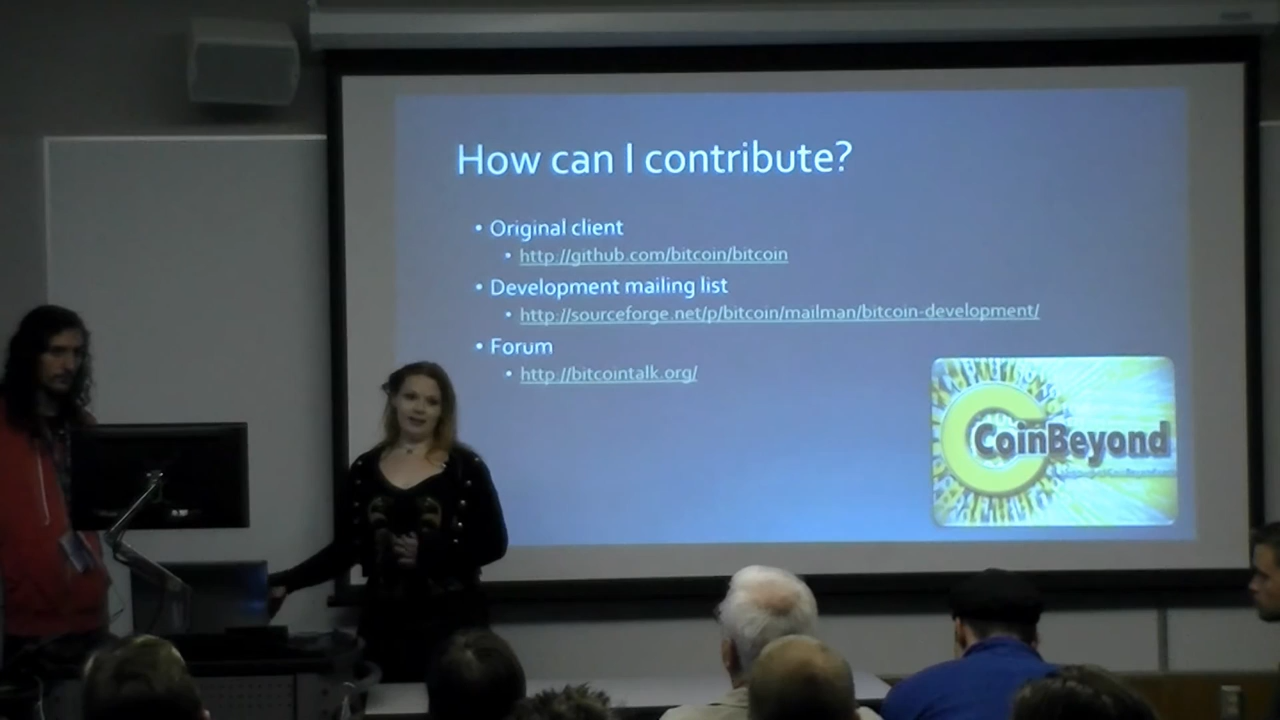 How can I contribute?
• Original client
• http://github.com/bitcoin/bitcoin
• Development mailing list
• http://sourceforge.net/p/bitcoin/mailman/bitcoin-development/
• Forum
• http://bitcointalk.org/
CoinBeyond